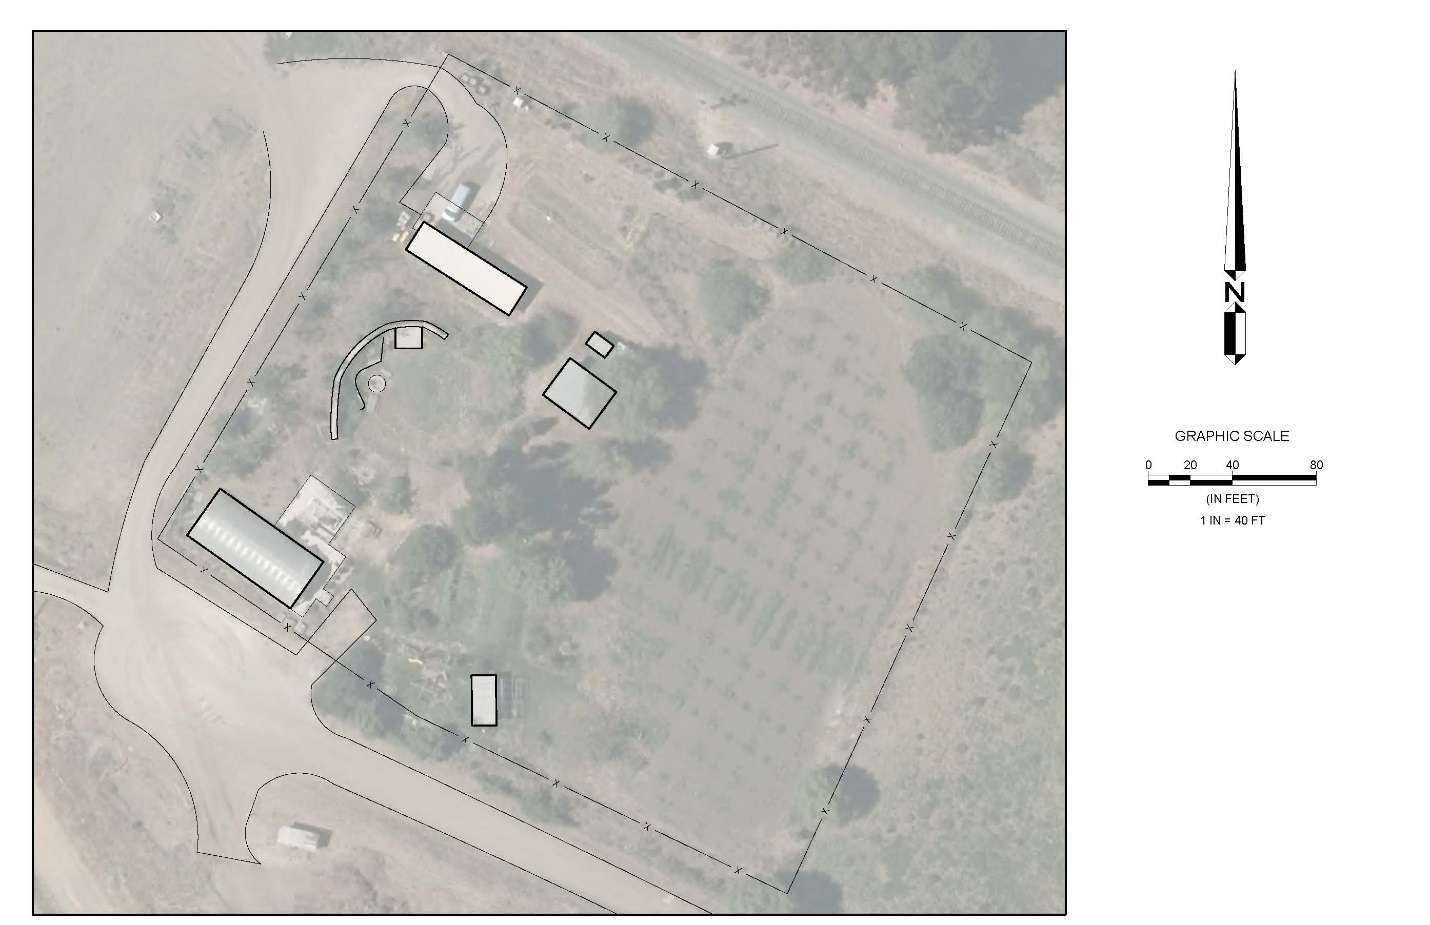 N
GRAPHIC SCALE
0 20 40 80
(IN FEET)
1 IN = 40 FT